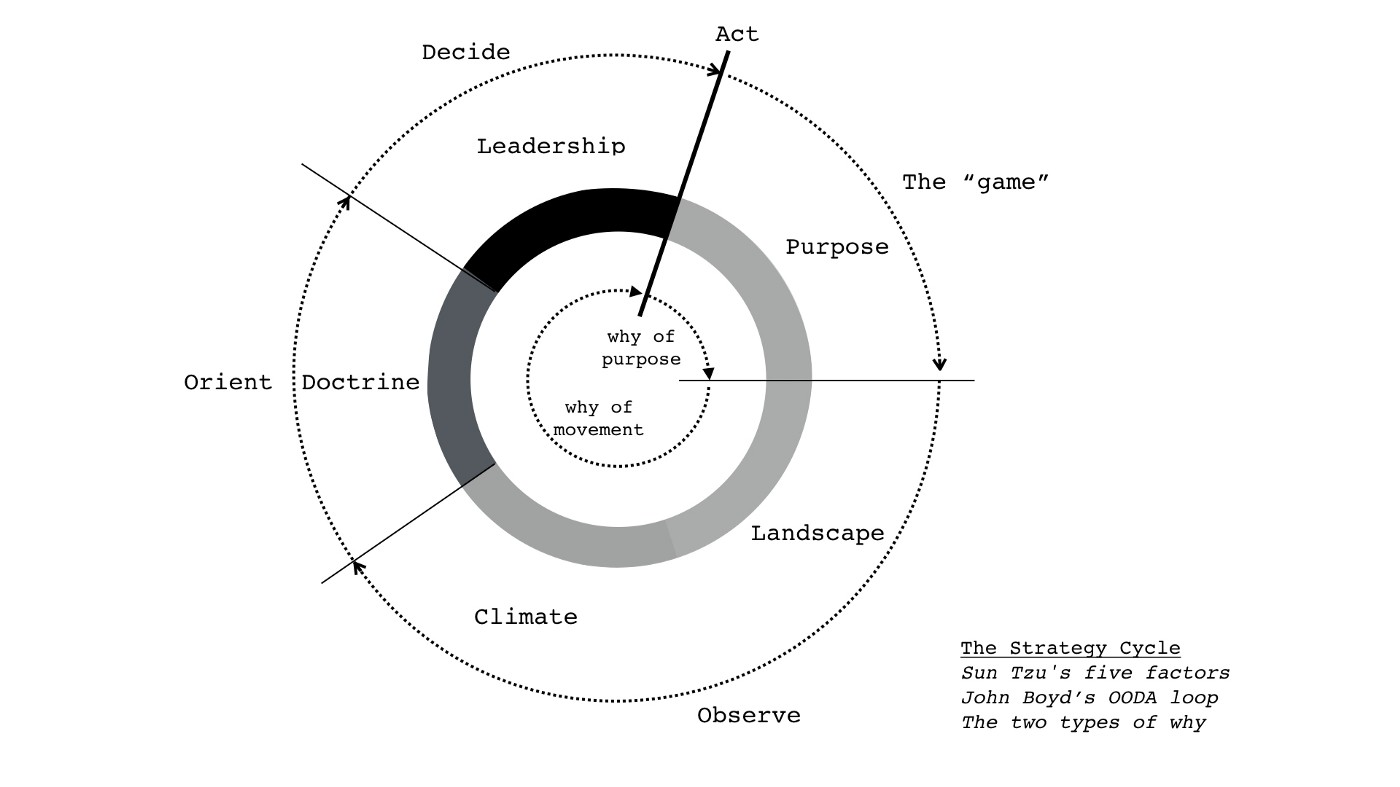 Act
Decide
Leadership
The “game”
Purpose
why of
purpose
Orient
Doctrine
why of
movement
Landscape
Climate
Observe
The Strategy Cycle
Sun Tzu's five factors
John Boyd’s OODA loop
The two types of why